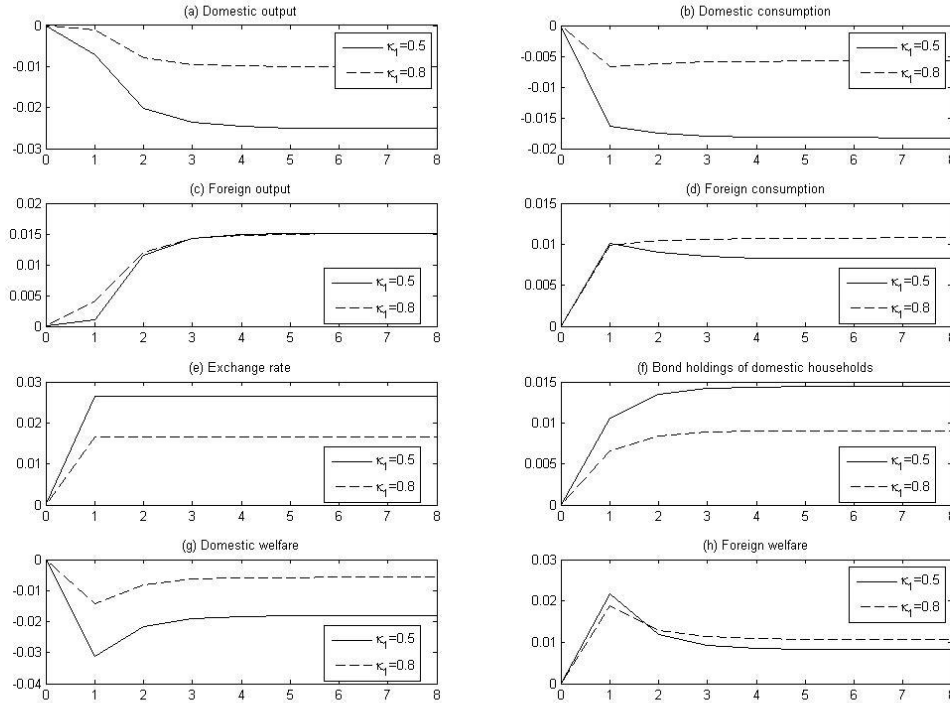 (a) Domestic output
0
-0.01
-0.02
-0.03
0 1 2 3 4 5 6 7 8
κ1=0.5
κ1=0.8
(b) Domestic consumption
0
-0.005
-0.01
-0.015
-0.02
0 1 2 3 4 5 6 7 8
κ1=0.5
κ1=0.8
(c) Foreign output
0.02
0.015
0.01
0.005
0
0 1 2 3 4 5 6 7 8
κ1=0.5
κ1=0.8
(d) Foreign consumption
0.015
0.01
0.005
0
0 1 2 3 4 5 6 7 8
κ1=0.5
κ1=0.8
(e) Exchange rate
0.03
0.02
0.01
0
0 1 2 3 4 5 6 7 8
κ1=0.5
κ1=0.8
(f) Bond holdings of domestic households
0.015
0.01
0.005
0
0 1 2 3 4 5 6 7 8
κ1=0.5
κ1=0.8
(g) Domestic welfare
0
-0.01
-0.02
-0.03
-0.04
0 1 2 3 4 5 6 7 8
κ1=0.5
κ1=0.8
(h) Foreign welfare
0.03
0.02
0.01
0
0 1 2 3 4 5 6 7 8
κ1=0.5
κ1=0.8